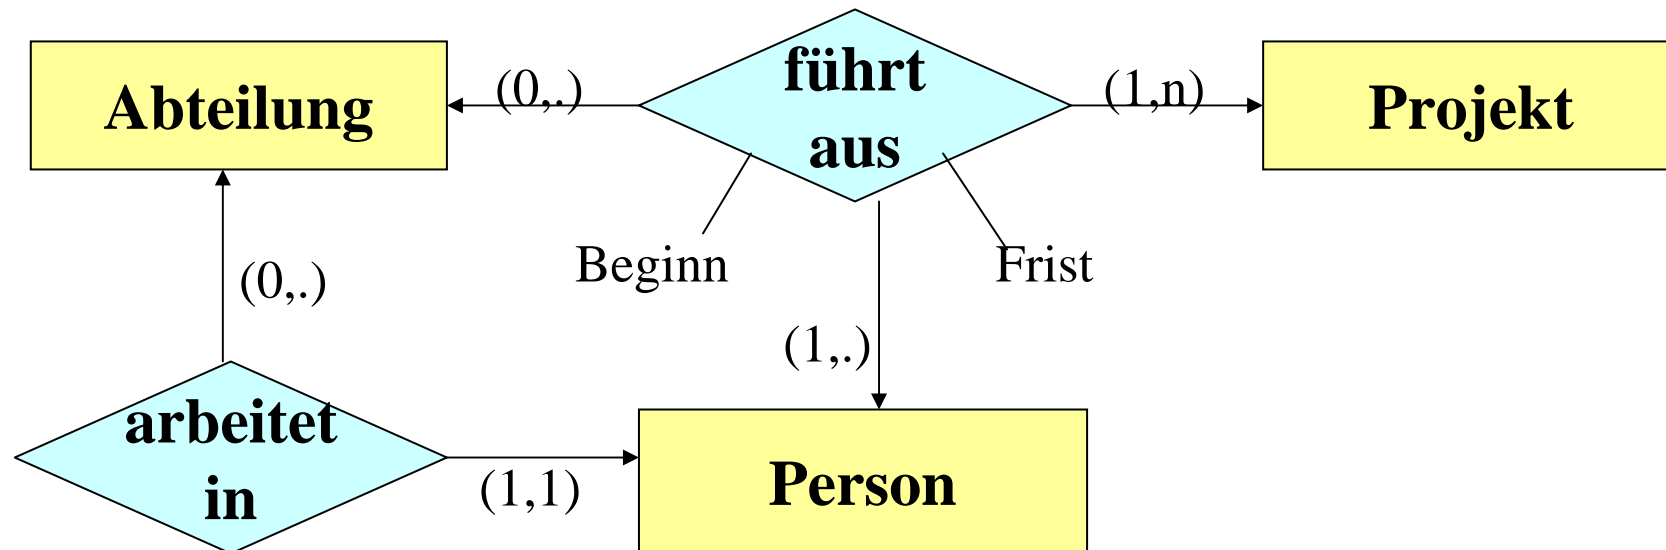 führt
aus
Abteilung
(0,.)
(1,n)
Projekt
Beginn
Frist
(0,.)
(1,.)
arbeitet
in
(1,1)
Person